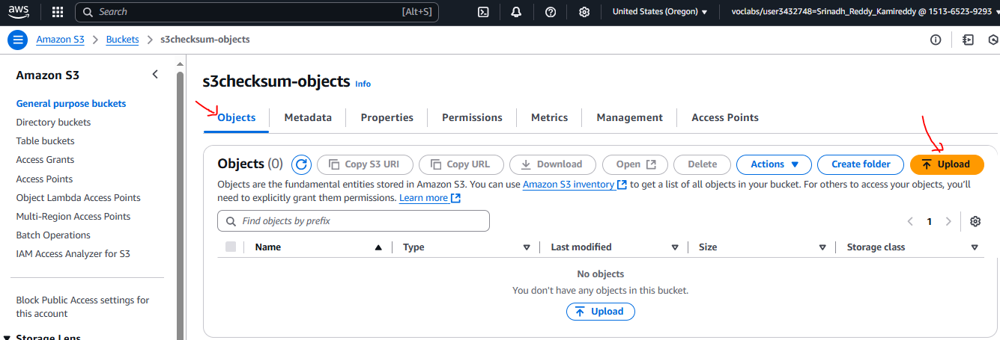 aws Search [Alt+S] United States (Oregon) voclabs/user3432748=Srinadh_Reddy_Kamireddy @ 1513-6523-9293
Amazon S3 > Buckets > s3checksum-objects
Amazon S3
General purpose buckets
Directory buckets
Table buckets
Access Grants
Access Points
Object Lambda Access Points
Multi-Region Access Points
Batch Operations
IAM Access Analyzer for S3
Block Public Access settings for
this account
Storage Lens
s3checksum-objects Info
Objects Metadata Properties Permissions Metrics Management Access Points
Objects (0) Copy S3 URI Copy URL Download Open Delete Actions Create folder Upload
Objects are the fundamental entities stored in Amazon S3. You can use Amazon S3 inventory to get a list of all objects in your bucket. For others to access your objects, you'll
need to explicitly grant them permissions. Learn more
Find objects by prefix 1
Name Type Last modified Size Storage class
No objects
You don't have any objects in this bucket.
Upload